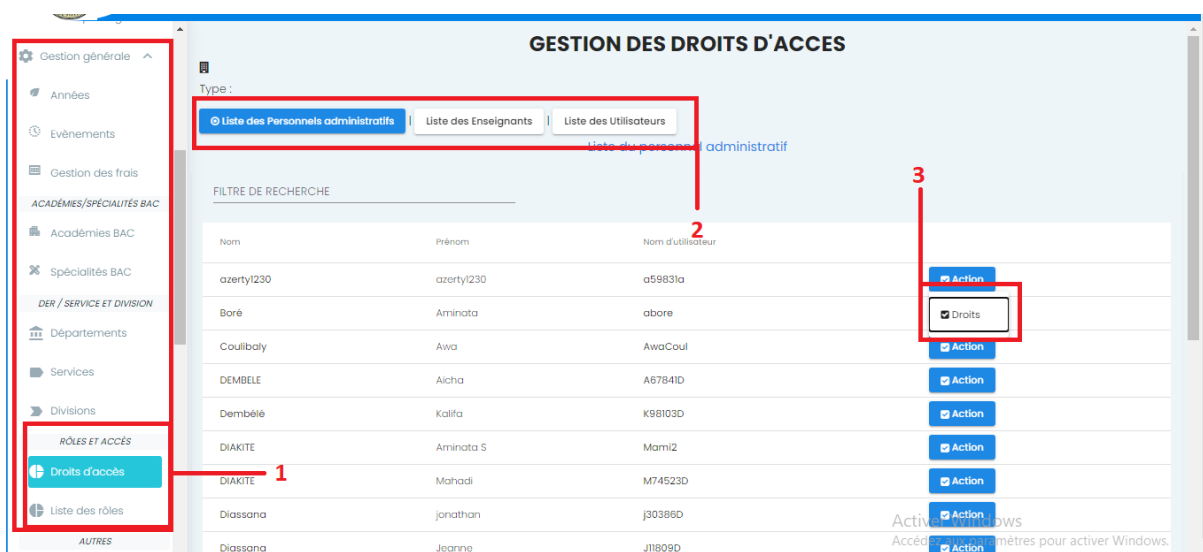 Gestion générale
Années
Evènements
Gestion des frais
ACADÉMIES/SPÉCIALITÉS BAC
Académies BAC
Spécialités BAC
DER / SERVICE ET DIVISION
Départements
Services
Divisions
RÔLES ET ACCÈS
Droits d'accès
Liste des rôles
AUTRES
1
GESTION DES DROITS D'ACCES
Type :
Liste des Personnels administratifs | Liste des Enseignants | Liste des Utilisateurs
Liste du personnel administratif
2
3
FILTRE DE RECHERCHE
Nom Prénom Nom d'utilisateur
azerty1230 azerty1230 a59831a Action
Boré Aminata abore Droits
Coulibaly Awa AwaCoul Action
DEMBELE Aicha A67841D Action
Dembélé Kalifa K98103D Action
DIAKITE Aminata S Mami2 Action
DIAKITE Mahadi M74523D Action
Diassana jonathan j30386D Action
Diassana Jeanne J11809D Action
Activer Windows
Accédez aux paramètres pour activer Windows.